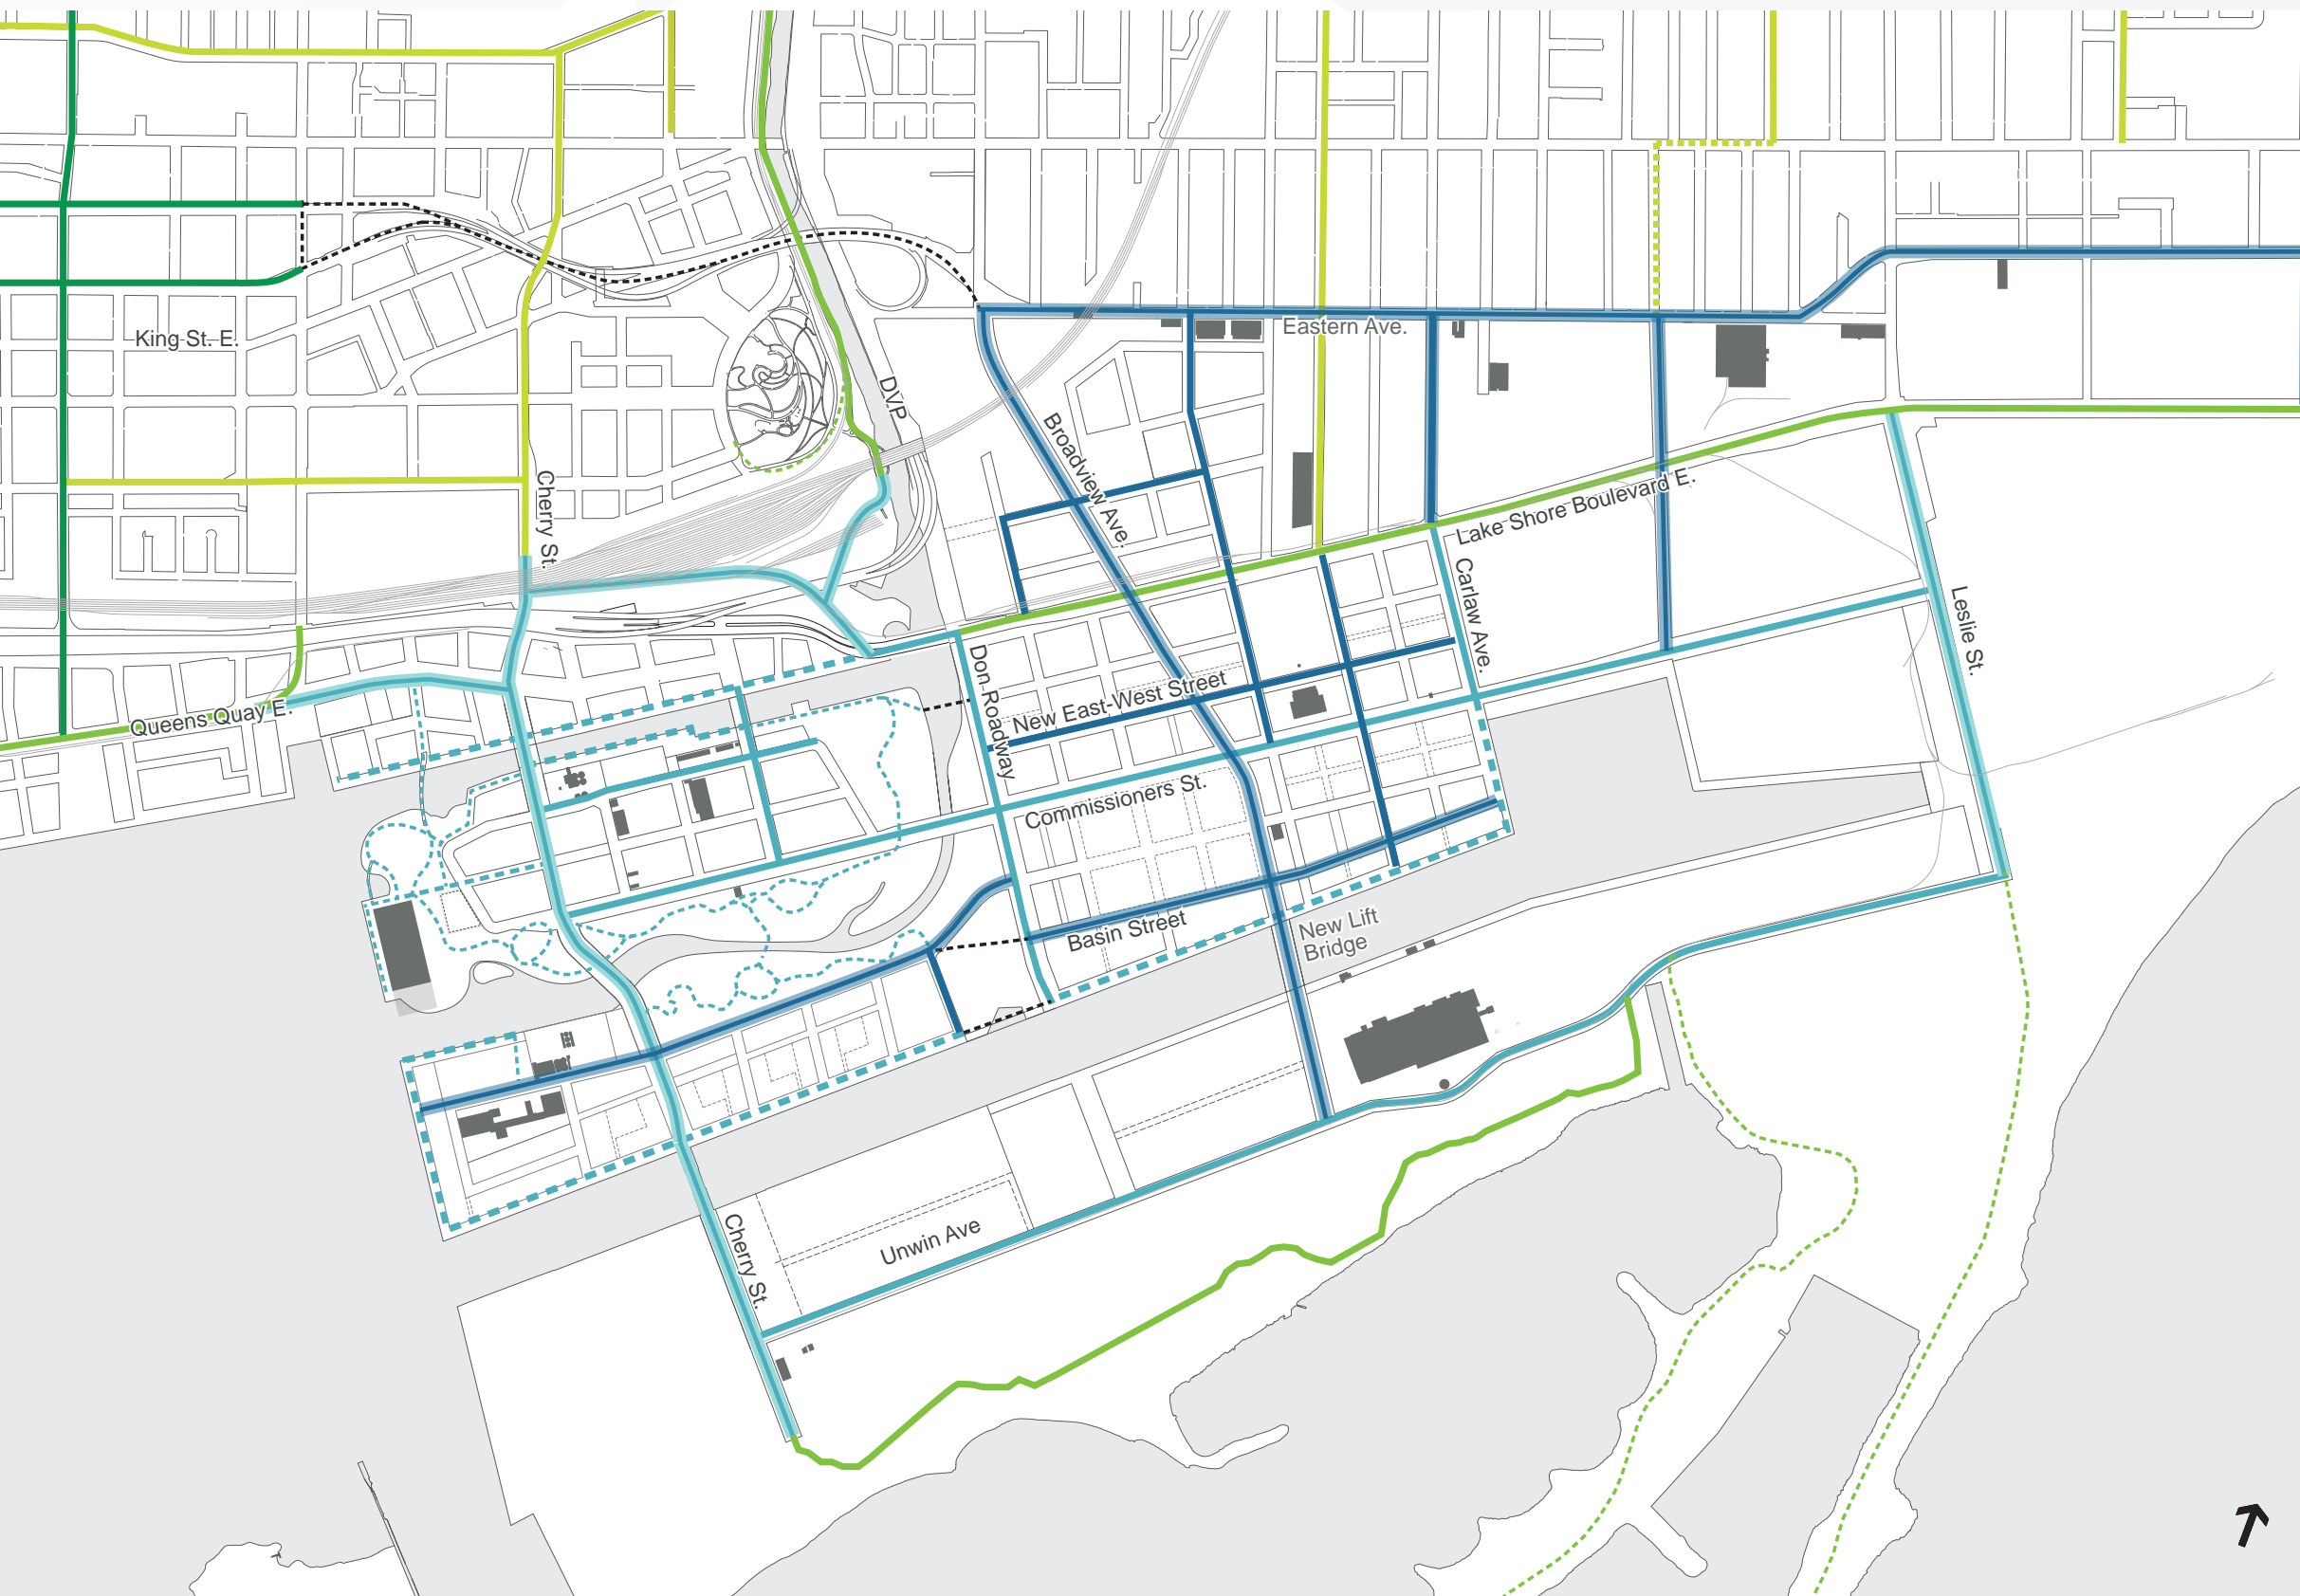 King St. E.
Eastern Ave.
DVP
Broadview Ave.
Cherry St.
Lake Shore Boulevard E.
Carlaw Ave.
Leslie St.
Don Roadway
New East-West Street
Queens Quay E.
Commissioners St.
Basin Street
New Lift
Bridge
Cherry St.
Unwin Ave